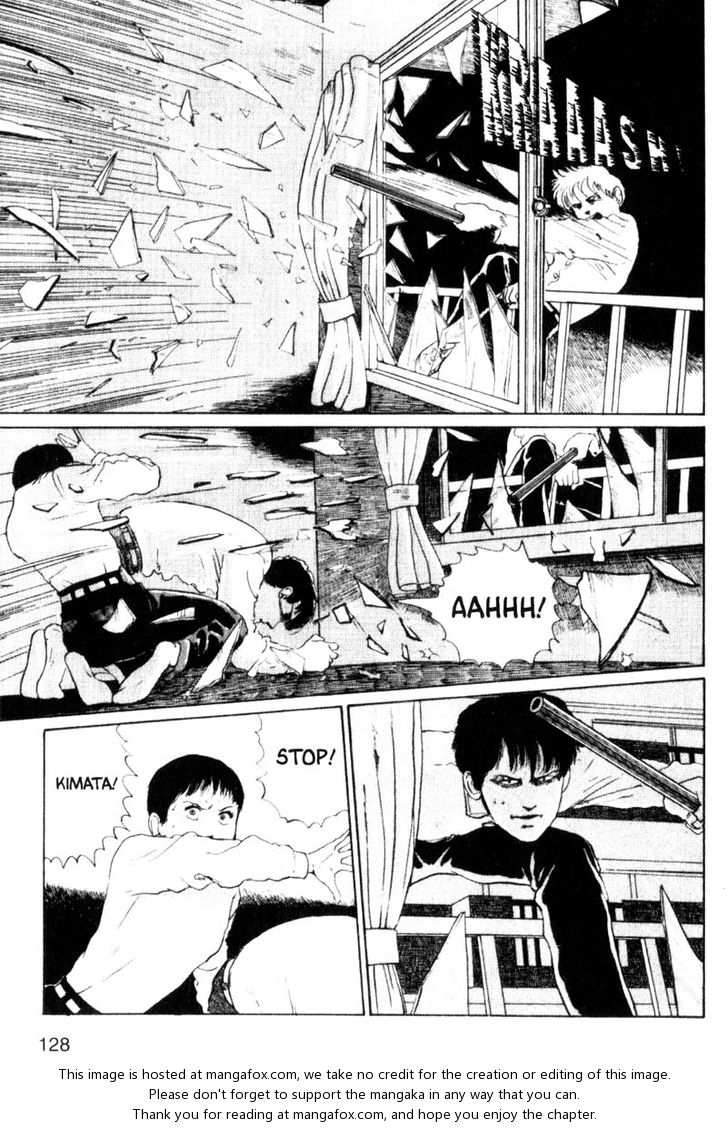 KRAAASH
AAHHH!
STOP!
KIMATA!
128
This image is hosted at mangafox.com, we take no credit for the creation or editing of this image.
Please don't forget to support the mangaka in any way that you can.
Thank you for reading at mangafox.com, and hope you enjoy the chapter.